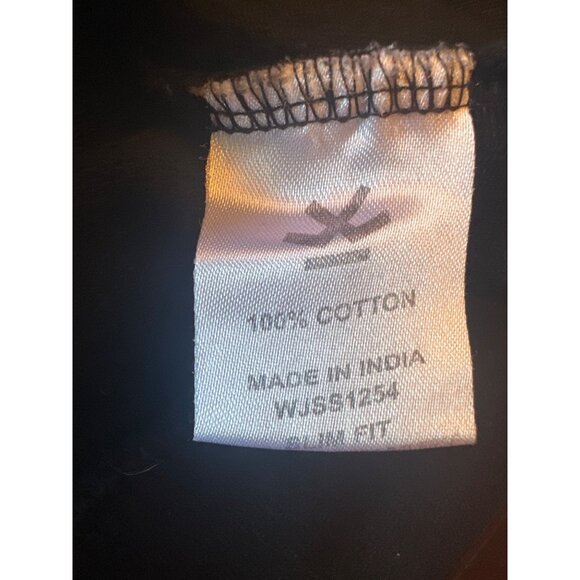 100% COTTON
MADE IN INDIA
WJSS1254
SLIM FIT